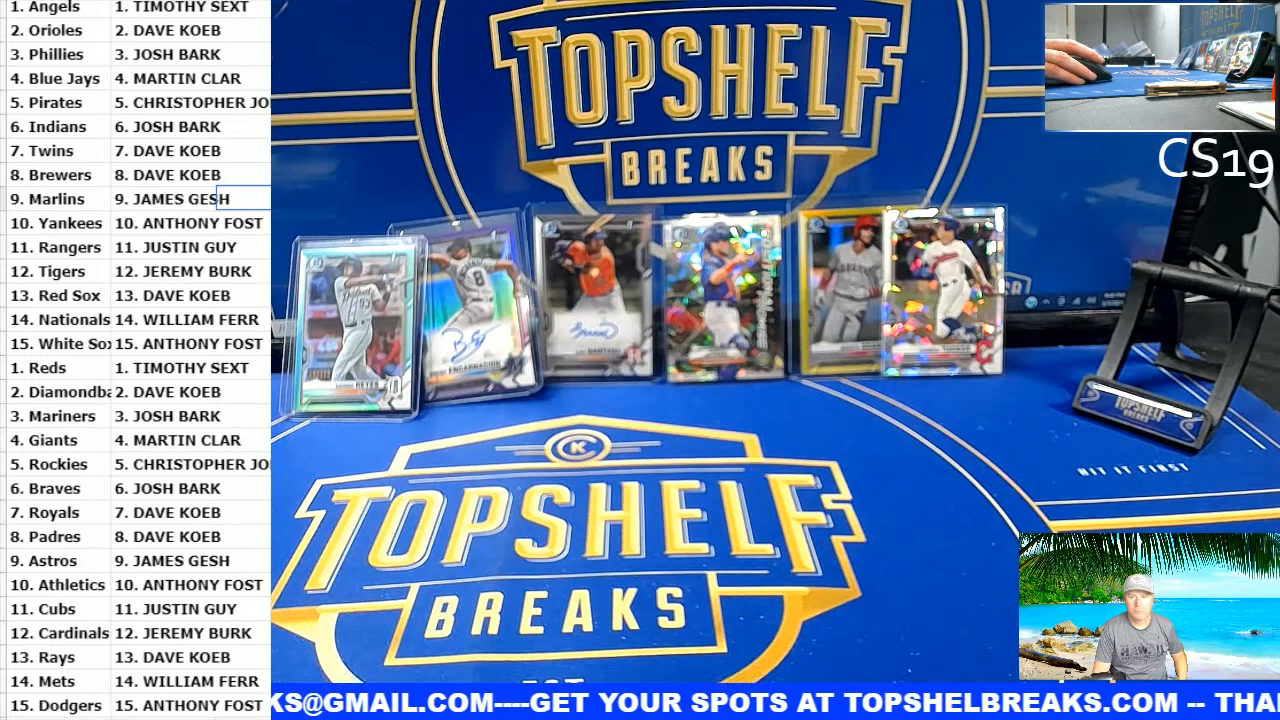 1. Angels 1. TIMOTHY SEXT
2. Orioles 2. DAVE KOEB
3. Phillies 3. JOSH BARK
4. Blue Jays 4. MARTIN CLAR
5. Pirates 5. CHRISTOPHER JO
6. Indians 6. JOSH BARK
7. Twins 7. DAVE KOEB
8. Brewers 8. DAVE KOEB
9. Marlins 9. JAMES GESH
10. Yankees 10. ANTHONY FOST
11. Rangers 11. JUSTIN GUY
12. Tigers 12. JEREMY BURK
13. Red Sox 13. DAVE KOEB
14. Nationals 14. WILLIAM FERR
15. White Sox 15. ANTHONY FOST
1. Reds 1. TIMOTHY SEXT
2. Diamondba 2. DAVE KOEB
3. Mariners 3. JOSH BARK
4. Giants 4. MARTIN CLAR
5. Rockies 5. CHRISTOPHER JO
6. Braves 6. JOSH BARK
7. Royals 7. DAVE KOEB
8. Padres 8. DAVE KOEB
9. Astros 9. JAMES GESH
10. Athletics 10. ANTHONY FOST
11. Cubs 11. JUSTIN GUY
12. Cardinals 12. JEREMY BURK
13. Rays 13. DAVE KOEB
14. Mets 14. WILLIAM FERR
15. Dodgers 15. ANTHONY FOST
TOPSHELF
BREAKS
CS19
8
ENCARNACION
REYES
TOPSHELF
BREAKS
HIT IT FIRST
K
TOPSHELF
BREAKS
KS@GMAIL.COM----GET YOUR SPOTS AT TOPSHELBREAKS.COM -- THA